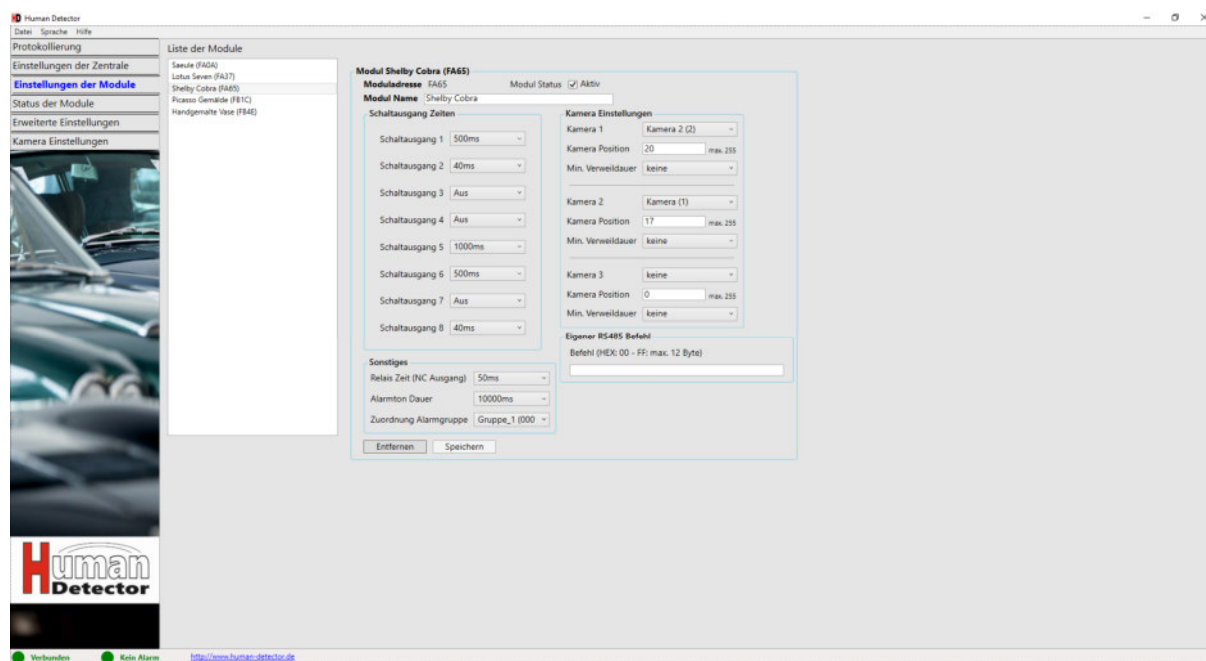 Human Detector
Datei Sprache Hilfe
Protokollierung
Einstellungen der Zentrale
Einstellungen der Module
Status der Module
Erweiterte Einstellungen
Kamera Einstellungen
Liste der Module
Saeule (FA0A)
Lotus Seven (FA37)
Shelby Cobra (FA65)
Picasso Gemälde (FB1C)
Handgemalte Vase (FB4E)
Modul Shelby Cobra (FA65)
Moduladresse FA65 Modul Status Aktiv
Modul Name Shelby Cobra
Schaltausgang Zeiten
Schaltausgang 1 500ms
Schaltausgang 2 40ms
Schaltausgang 3 Aus
Schaltausgang 4 Aus
Schaltausgang 5 1000ms
Schaltausgang 6 500ms
Schaltausgang 7 Aus
Schaltausgang 8 40ms
Kamera Einstellungen
Kamera 1 Kamera 2 (2)
Kamera Position 20 max. 255
Min. Verweildauer keine
Kamera 2 Kamera (1)
Kamera Position 17 max. 255
Min. Verweildauer keine
Kamera 3 keine
Kamera Position 0 max. 255
Min. Verweildauer keine
Eigener RS485 Befehl
Befehl (HEX: 00 - FF: max. 12 Byte)
Sonstiges
Relais Zeit (NC Ausgang) 50ms
Alarmton Dauer 10000ms
Zuordnung Alarmgruppe Gruppe_1 (000
Entfernen Speichern
Human
Detector
Verbunden Kein Alarm http://www.human-detector.de